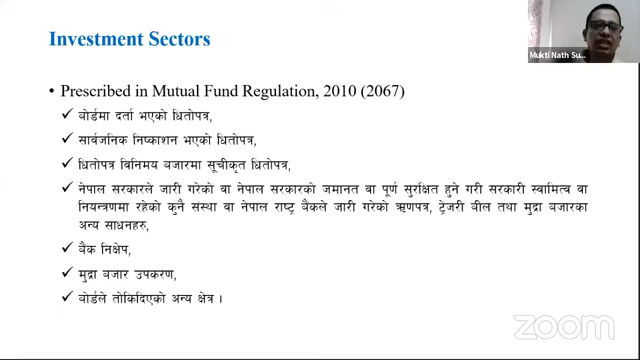 Investment Sectors
Mukti Nath Su...
• Prescribed in Mutual Fund Regulation, 2010 (2067)
✓ बोर्डमा दर्ता भएको धितोपत्र,
✓ सार्वजनिक निष्काशन भएको धितोपत्र,
✓ धितोपत्र विनिमय बजारमा सूचीकृत धितोपत्र,
✓ नेपाल सरकारले जारी गरेको वा नेपाल सरकारको जमानत वा पूर्ण सुरक्षित हुने गरी सरकारी स्वामित्व वा
नियन्त्रणमा रहेको कुनै संस्था वा नेपाल राष्ट्र बैंकले जारी गरेको ऋणपत्र, ट्रेजरी बील तथा मुद्रा बजारका
अन्य साधनहरु,
✓ बैंक निक्षेप,
✓ मुद्रा बजार उपकरण,
✓ बोर्डले तोकिदिएको अन्य क्षेत्र ।
zoom